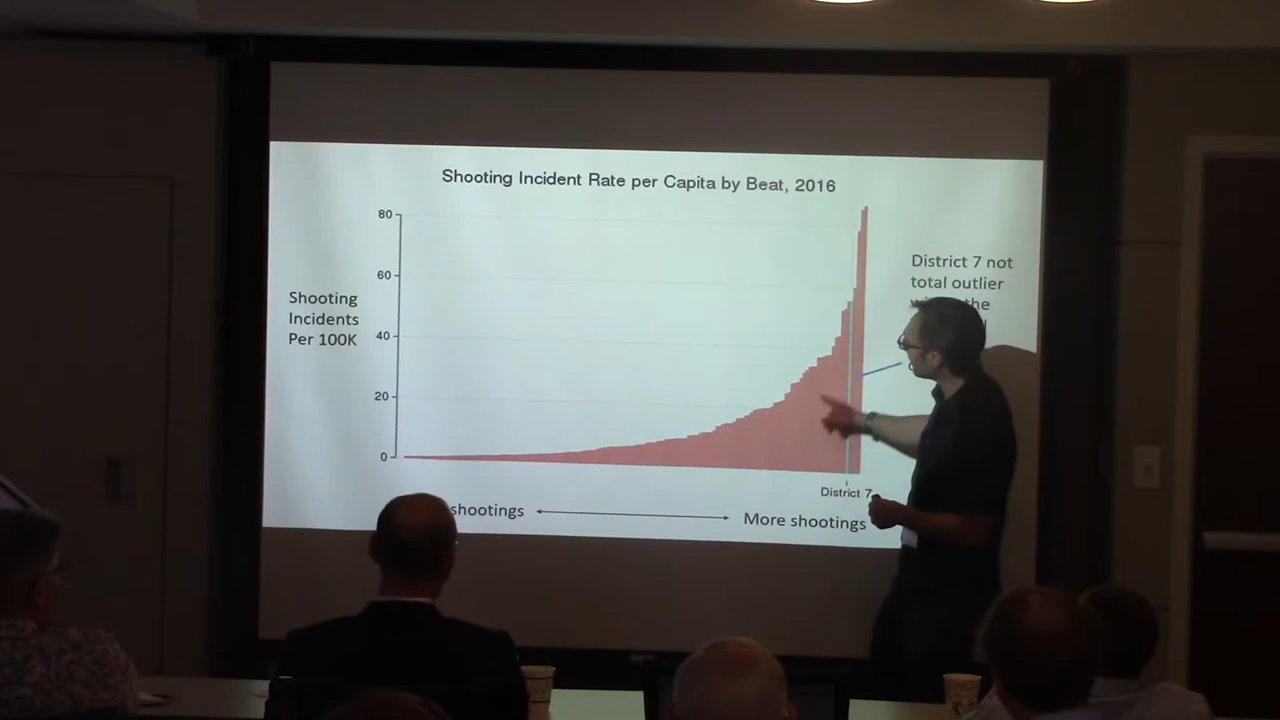 Shooting Incident Rate per Capita by Beat, 2016
80
60
40
20
0
Shooting
Incidents
Per 100K
District 7 not
total outlier
the
District 7
shootings
More shootings